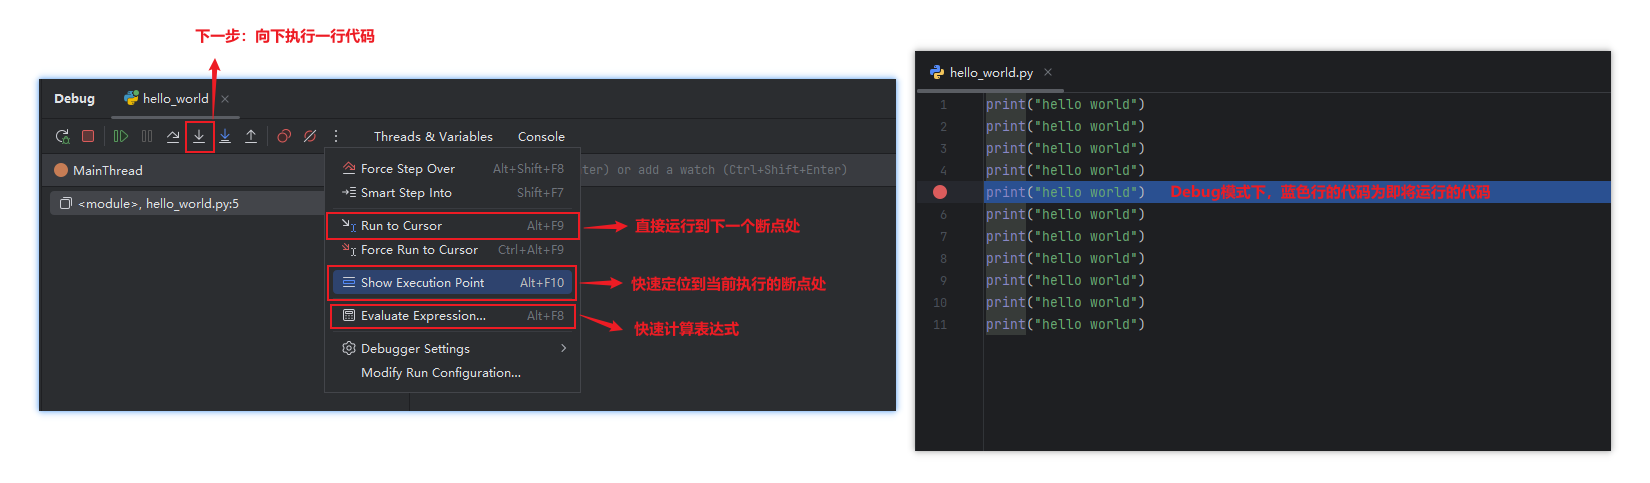 下一步：向下执行一行代码
Debug hello_world
Threads & Variables Console
MainThread
ter) or add a watch (Ctrl+Shift+Enter)
<module>, hello_world.py:5
Force Step Over Alt+Shift+F8
Smart Step Into Shift+F7
Run to Cursor Alt+F9
直接运行到下一个断点处
Force Run to Cursor Ctrl+Alt+F9
Show Execution Point Alt+F10
快速定位到当前执行的断点处
Evaluate Expression... Alt+F8
快速计算表达式
Debugger Settings
Modify Run Configuration...
hello_world.py
1 print("hello world")
2 print("hello world")
3 print("hello world")
4 print("hello world")
print("hello world") Debug模式下，蓝色行的代码为即将运行的代码
6 print("hello world")
7 print("hello world")
8 print("hello world")
9 print("hello world")
10 print("hello world")
11 print("hello world")